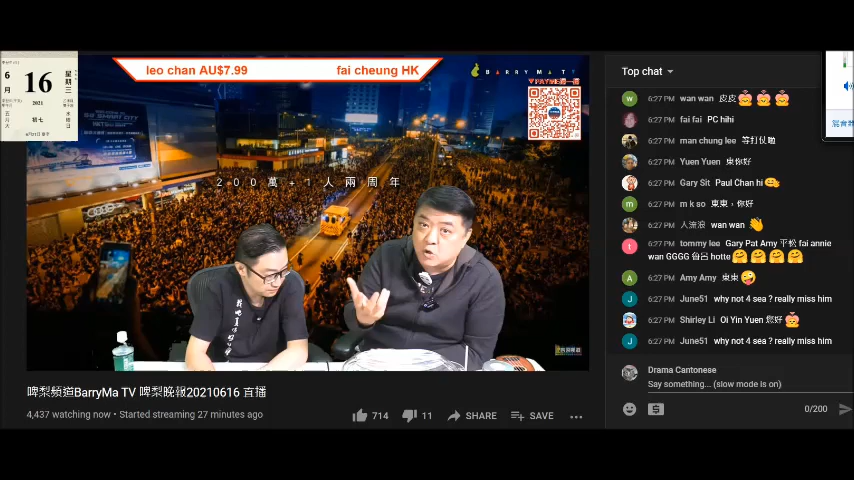 6
月
16
2021
初七
星期三
leo chan AU$7.99
fai cheung HK
BARRYMATT
200萬+1人兩周年
啤梨頻道BarryMa TV 啤梨晚報20210616 直播
4,437 watching now • Started streaming 27 minutes ago
714
11
SHARE
SAVE
Top chat
w 6:27 PM wan wan 皮皮
6:27 PM fai fai PC hihi
6:27 PM man chung lee 等打仗啦
6:27 PM Yuen Yuen 東你好
6:27 PM Gary Sit Paul Chan hi
m 6:27 PM m k so 東東，你好
6:27 PM 人流浪 wan wan
t 6:27 PM tommy lee Gary Pat Amy 平松 fai annie
wan GGGG 呂 hotte
A 6:27 PM Amy Amy 東東
J 6:27 PM June51 why not 4 sea ? really miss him
6:27 PM Shirley Li Oi Yin Yuen 您好
J 6:27 PM June51 why not 4 sea ? really miss him
Drama Cantonese
Say something... (slow mode is on)
0/200